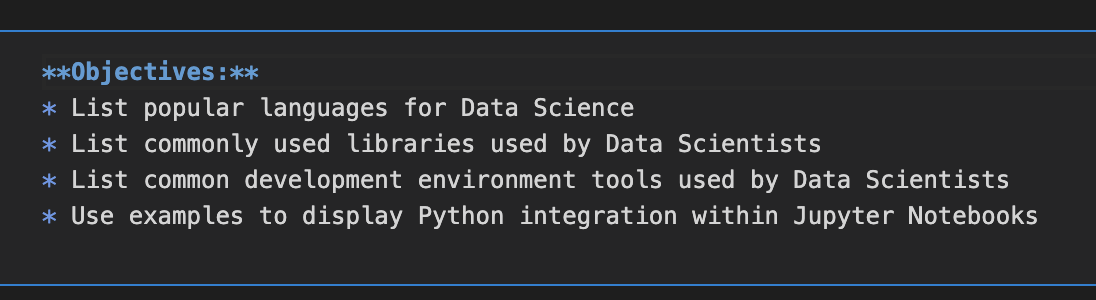 **Objectives:**
* List popular languages for Data Science
* List commonly used libraries used by Data Scientists
* List common development environment tools used by Data Scientists
* Use examples to display Python integration within Jupyter Notebooks